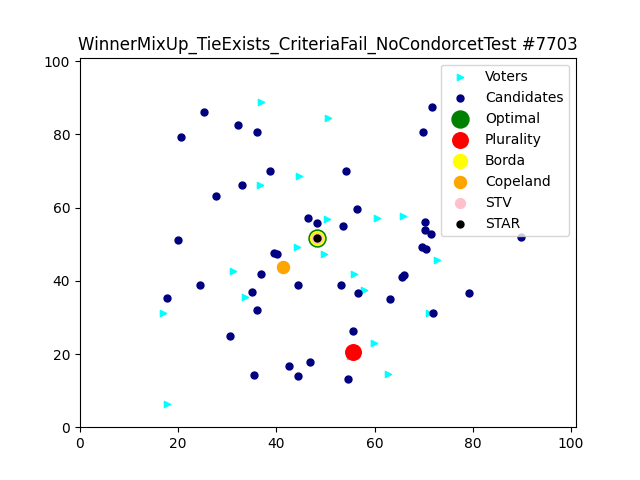 WinnerMixUp_TieExists_CriteriaFail_NoCondorcetTest #7703
Voters
Candidates
Optimal
Plurality
Borda
Copeland
STV
STAR
100
80
60
40
20
0
0 20 40 60 80 100